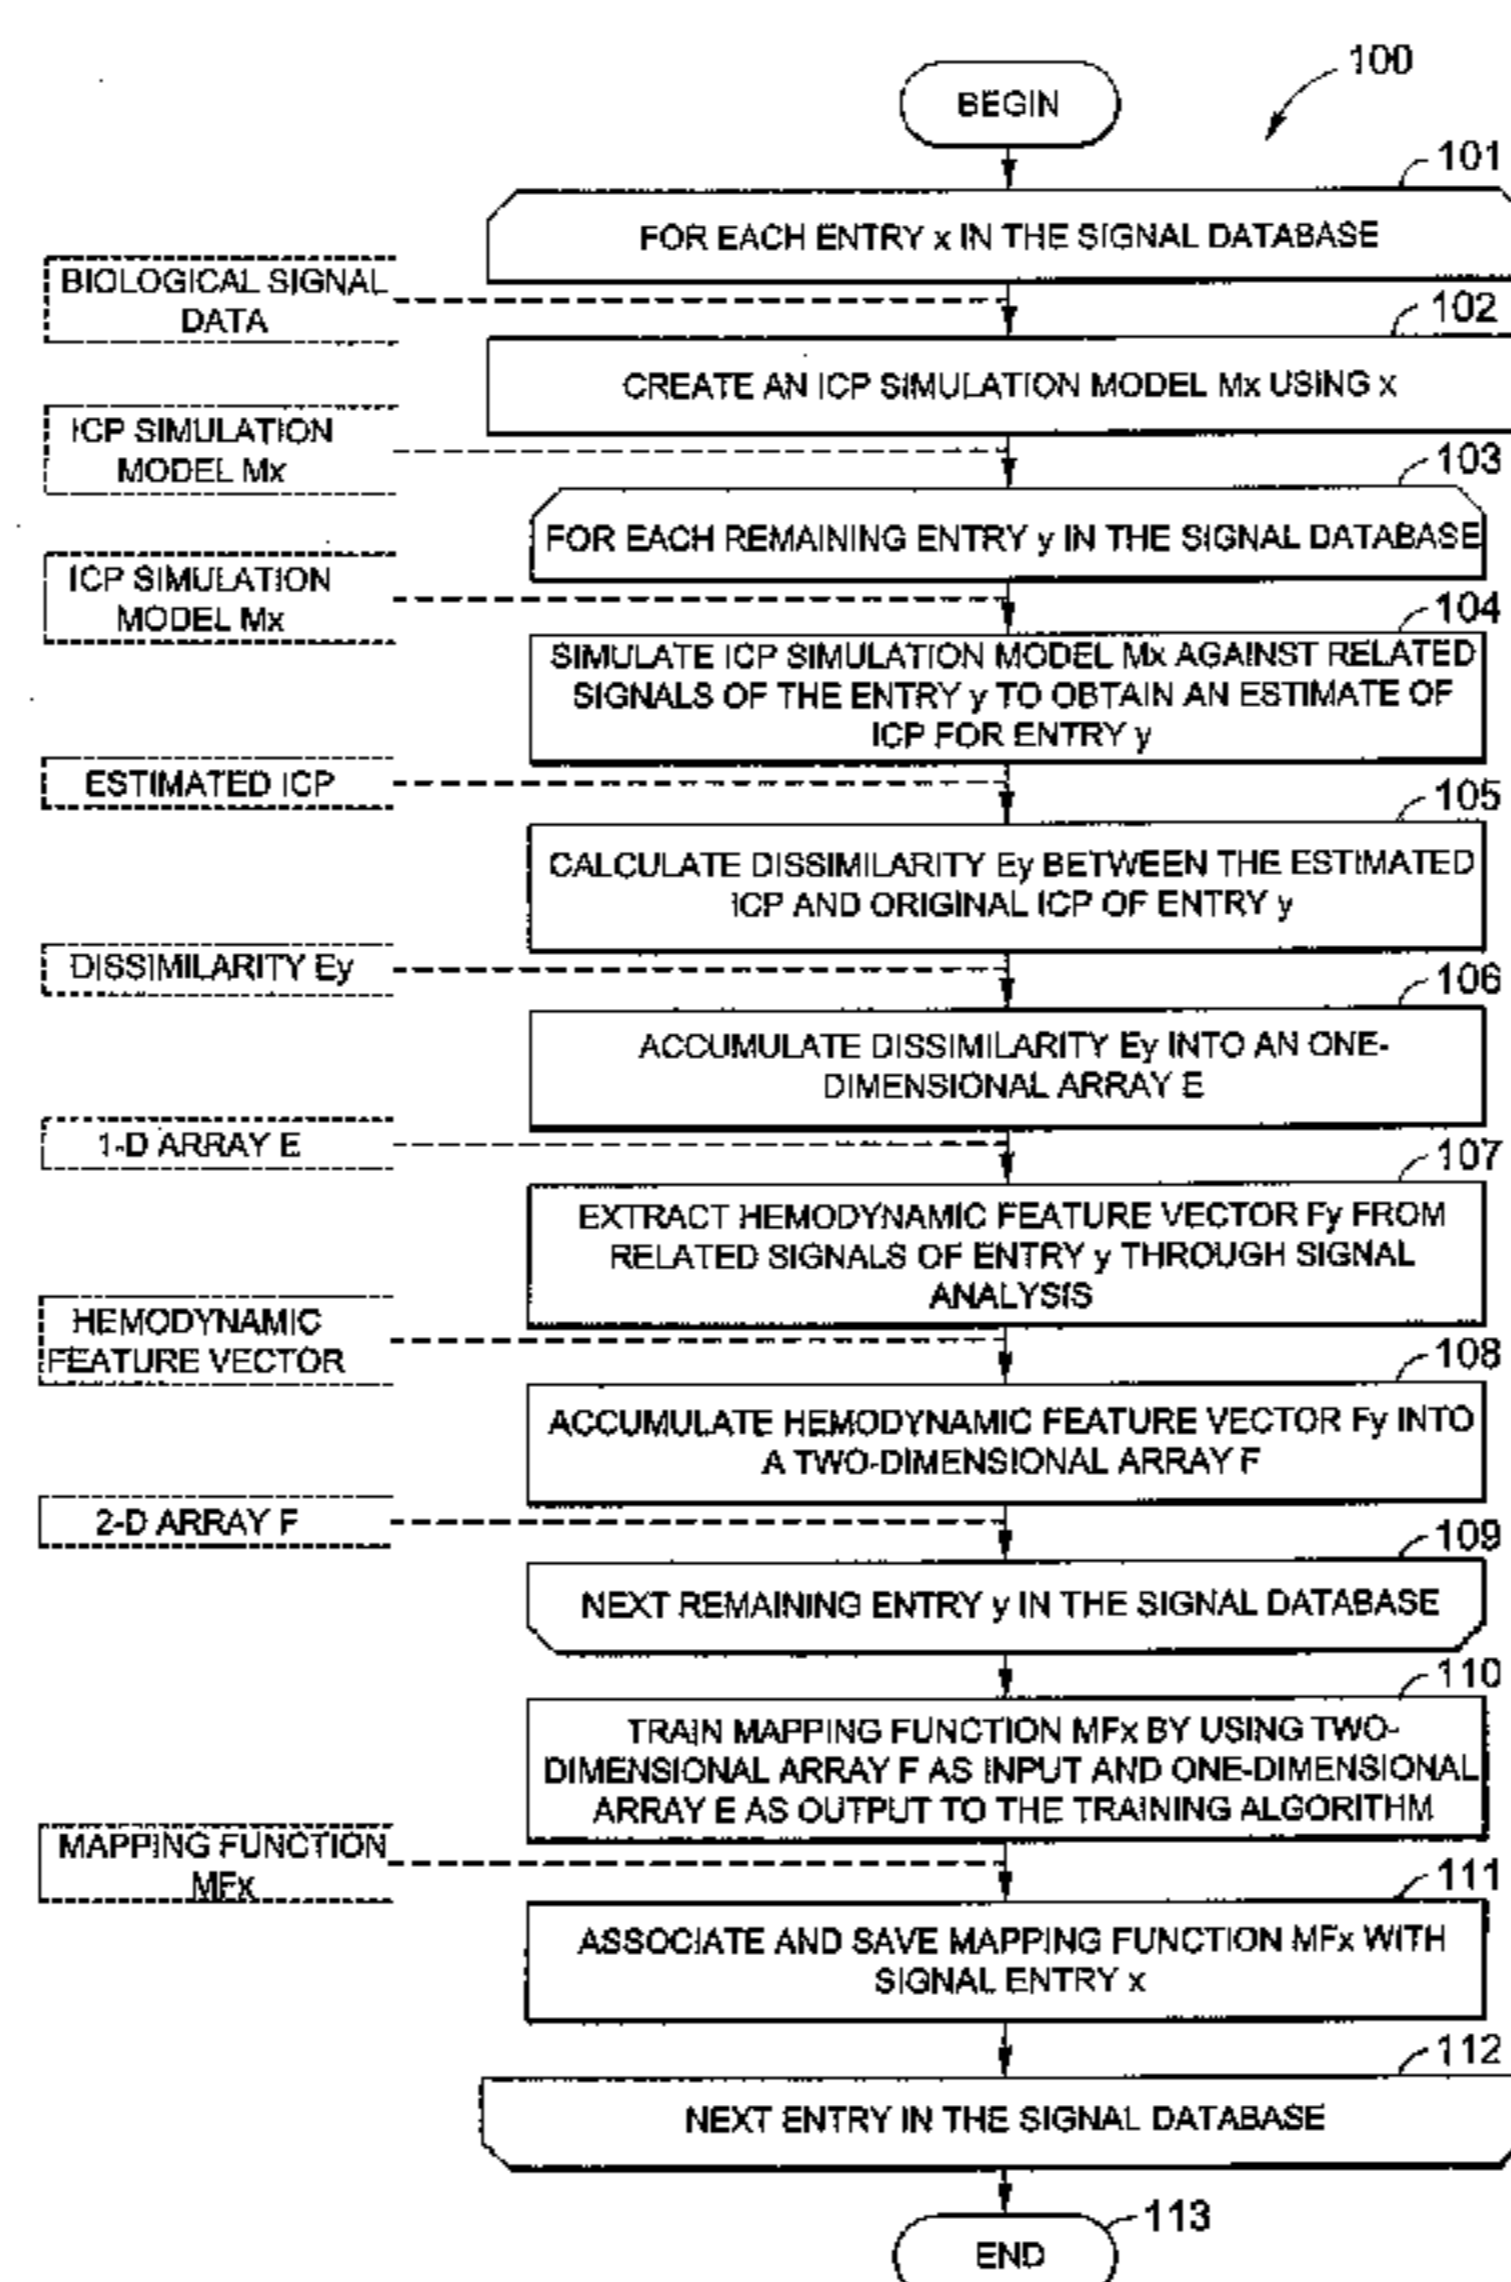 100
BEGIN
101
FOR EACH ENTRY x IN THE SIGNAL DATABASE
BIOLOGICAL SIGNAL
DATA
102
CREATE AN ICP SIMULATION MODEL Mx USING x
ICP SIMULATION
MODEL Mx
103
FOR EACH REMAINING ENTRY y IN THE SIGNAL DATABASE
ICP SIMULATION
MODEL Mx
104
SIMULATE ICP SIMULATION MODEL Mx AGAINST RELATED
SIGNALS OF THE ENTRY y TO OBTAIN AN ESTIMATE OF
ICP FOR ENTRY y
ESTIMATED ICP
105
CALCULATE DISSIMILARITY Ey BETWEEN THE ESTIMATED
ICP AND ORIGINAL ICP OF ENTRY y
DISSIMILARITY Ey
106
ACCUMULATE DISSIMILARITY Ey INTO AN ONE-
DIMENSIONAL ARRAY E
1-D ARRAY E
107
EXTRACT HEMODYNAMIC FEATURE VECTOR Fy FROM
RELATED SIGNALS OF ENTRY y THROUGH SIGNAL
ANALYSIS
HEMODYNAMIC
FEATURE VECTOR
108
ACCUMULATE HEMODYNAMIC FEATURE VECTOR Fy INTO
A TWO-DIMENSIONAL ARRAY F
2-D ARRAY F
109
NEXT REMAINING ENTRY y IN THE SIGNAL DATABASE
110
TRAIN MAPPING FUNCTION MFx BY USING TWO-
DIMENSIONAL ARRAY F AS INPUT AND ONE-DIMENSIONAL
ARRAY E AS OUTPUT TO THE TRAINING ALGORITHM
MAPPING FUNCTION
MFx
111
ASSOCIATE AND SAVE MAPPING FUNCTION MFx WITH
SIGNAL ENTRY x
112
NEXT ENTRY IN THE SIGNAL DATABASE
113
END